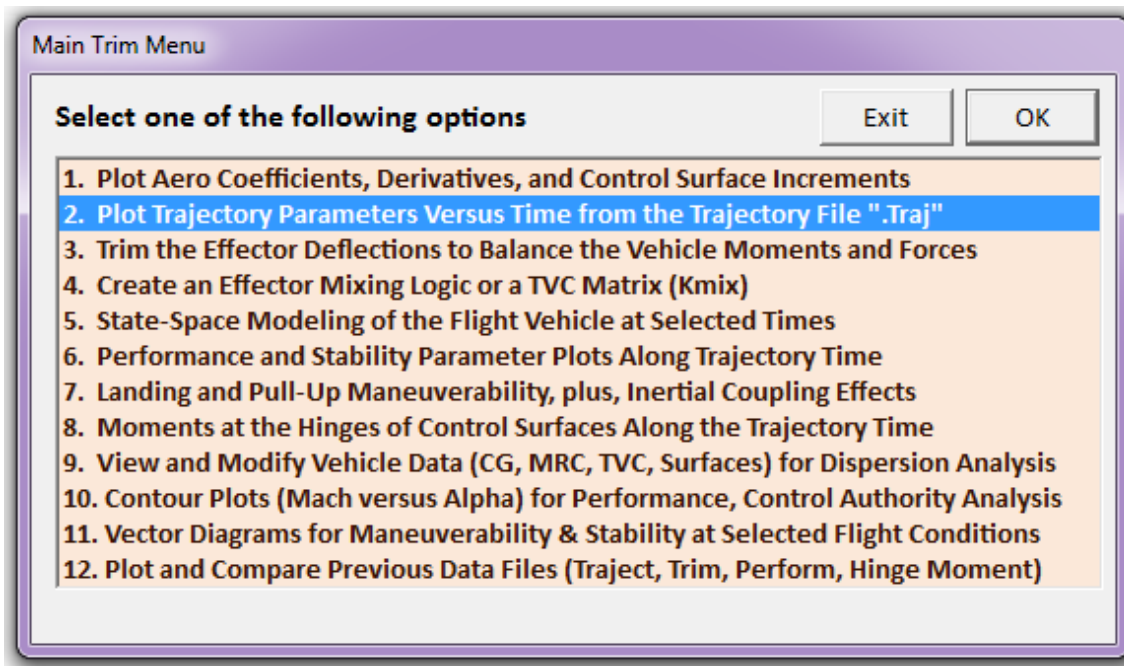 Main Trim Menu
Select one of the following options
Exit
OK
1. Plot Aero Coefficients, Derivatives, and Control Surface Increments
2. Plot Trajectory Parameters Versus Time from the Trajectory File ".Traj"
3. Trim the Effector Deflections to Balance the Vehicle Moments and Forces
4. Create an Effector Mixing Logic or a TVC Matrix (Kmix)
5. State-Space Modeling of the Flight Vehicle at Selected Times
6. Performance and Stability Parameter Plots Along Trajectory Time
7. Landing and Pull-Up Maneuverability, plus, Inertial Coupling Effects
8. Moments at the Hinges of Control Surfaces Along the Trajectory Time
9. View and Modify Vehicle Data (CG, MRC, TVC, Surfaces) for Dispersion Analysis
10. Contour Plots (Mach versus Alpha) for Performance, Control Authority Analysis
11. Vector Diagrams for Maneuverability & Stability at Selected Flight Conditions
12. Plot and Compare Previous Data Files (Traject, Trim, Perform, Hinge Moment)